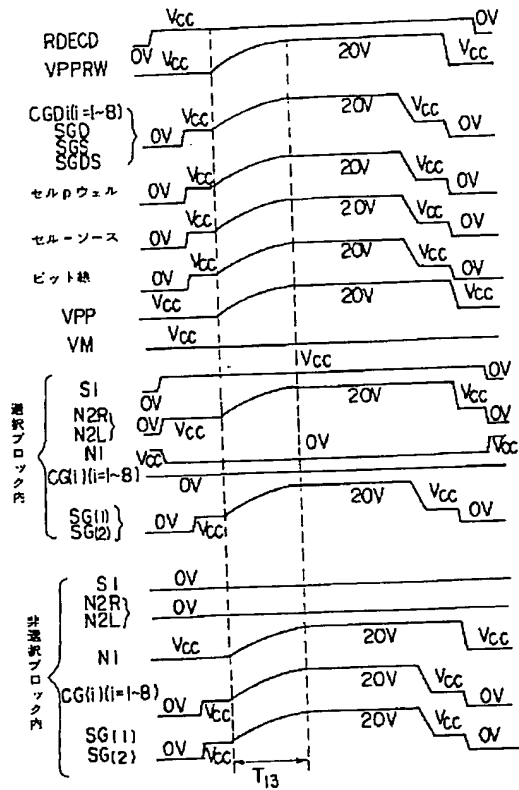 VCC
RDECD 0V 0V
VCC 20V VCC
VPPRW
CGDi(i=1~8)
SGD
SGS
SGDS
0V VCC 20V VCC 0V
セルpウェル 0V VCC 20V VCC 0V
セル-ソース 0V VCC 20V VCC 0V
ビット線 0V VCC 20V VCC 0V
VPP VCC 20V VCC
VM VCC
選択ブロック内
S1 0V VCC 0V
N2R
N2L
0V VCC 20V VCC 0V
N1 VCC 0V VCC
CG(i)(i=1~8) 0V
SG(1)
SG(2)
0V VCC 20V VCC 0V
非選択ブロック内
S1 0V
N2R
N2L
0V
N1 VCC 20V VCC
CG(i)(i=1~8) 0V VCC 20V VCC 0V
SG(1)
SG(2)
0V VCC 20V VCC 0V
T13